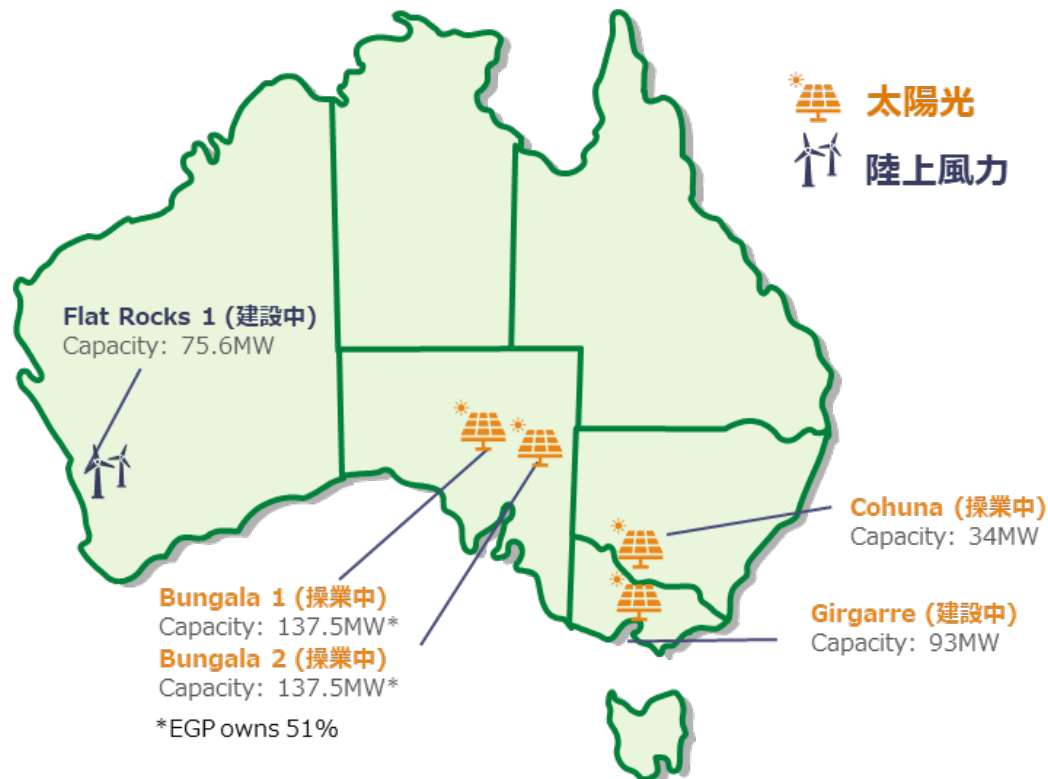 太陽光
陸上風力
Flat Rocks 1 (建設中)
Capacity: 75.6MW
Cohuna (操業中)
Capacity: 34MW
Bungala 1 (操業中)
Capacity: 137.5MW*
Bungala 2 (操業中)
Capacity: 137.5MW*
Girgarre (建設中)
Capacity: 93MW
*EGP owns 51%